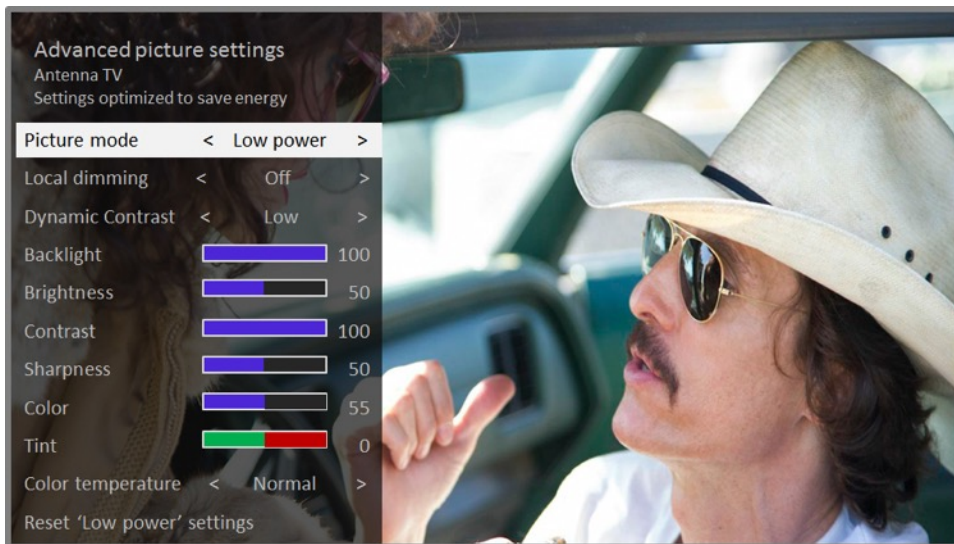 Advanced picture settings
Antenna TV
Settings optimized to save energy
Picture mode < Low power >
Local dimming < Off >
Dynamic Contrast < Low >
Backlight 100
Brightness 50
Contrast 100
Sharpness 50
Color 55
Tint 0
Color temperature < Normal >
Reset ‘Low power’ settings